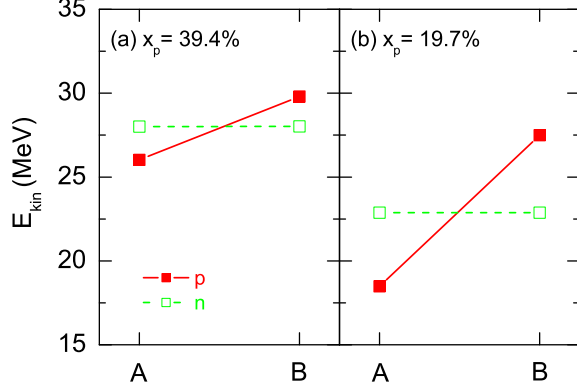 (a) x_p = 39.4%
(b) x_p = 19.7%
35
30
25
20
15
E_kin (MeV)
p
n
A
B
A
B